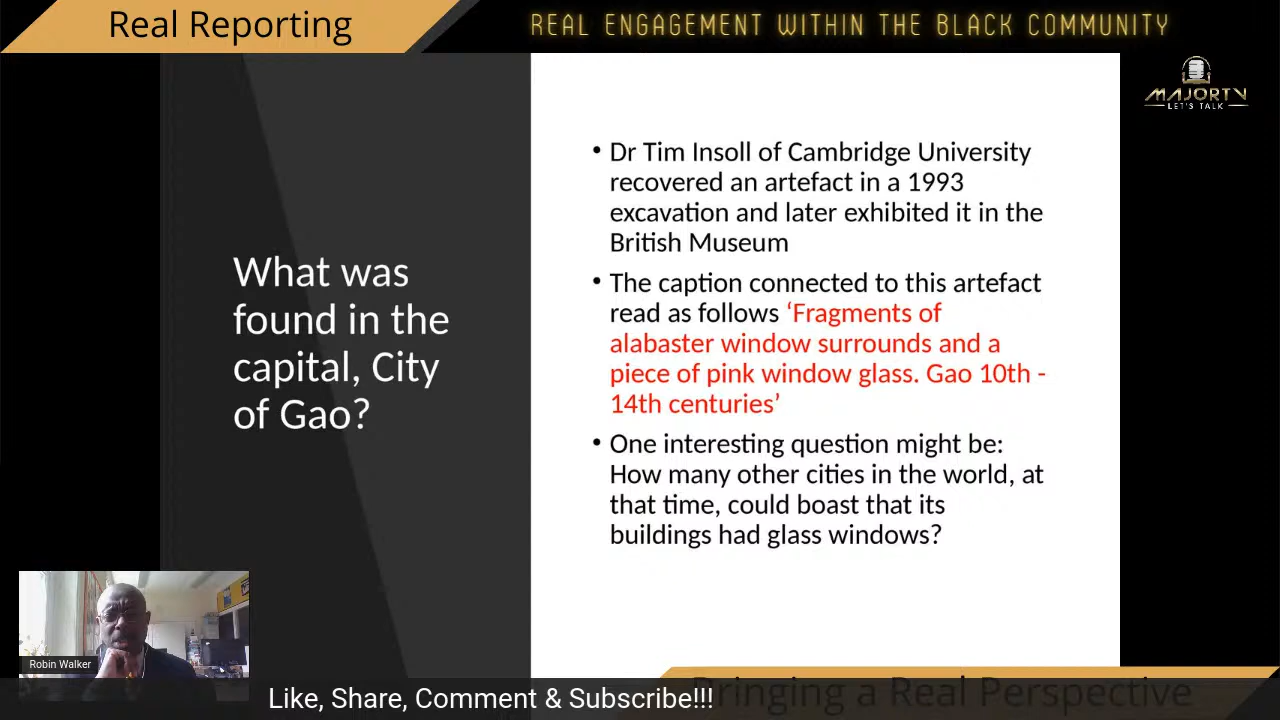 Real Reporting
REAL ENGAGEMENT WITHIN THE BLACK COMMUNITY
MAJORTV
LET'S TALK
What was
found in the
capital, City
of Gao?
• Dr Tim Insoll of Cambridge University
recovered an artefact in a 1993
excavation and later exhibited it in the
British Museum
• The caption connected to this artefact
read as follows ‘Fragments of
alabaster window surrounds and a
piece of pink window glass. Gao 10th -
14th centuries’
• One interesting question might be:
How many other cities in the world, at
that time, could boast that its
buildings had glass windows?
Robin Walker
Like, Share, Comment & Subscribe!!!
Bringing a Real Perspective